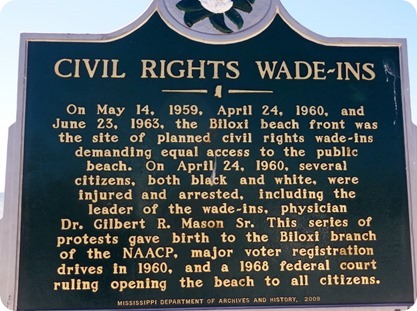 CIVIL RIGHTS WADE-INS
On May 14, 1959, April 24, 1960, and
June 23, 1963, the Biloxi beach front was
the site of planned civil rights wade-ins
demanding equal access to the public
beach. On April 24, 1960, several
citizens, both black and white, were
injured and arrested, including the
leader of the wade-ins, physician
Dr. Gilbert R. Mason Sr. This series of
protests gave birth to the Biloxi branch
of the NAACP, major voter registration
drives in 1960, and a 1968 federal court
ruling opening the beach to all citizens.
MISSISSIPPI DEPARTMENT OF ARCHIVES AND HISTORY, 2009